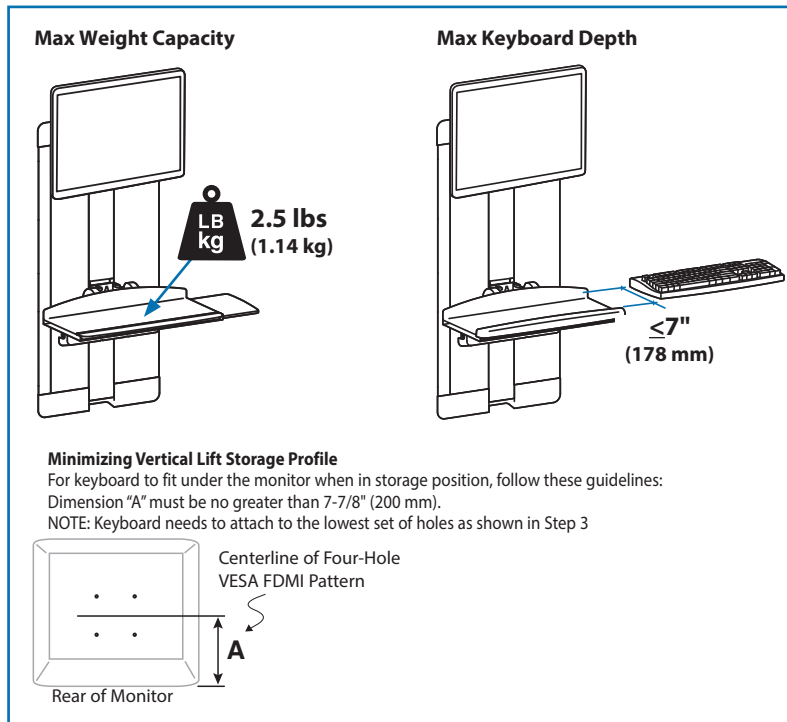 Max Weight Capacity
Max Keyboard Depth
LB
kg
2.5 lbs
(1.14 kg)
≤7"
(178 mm)
Minimizing Vertical Lift Storage Profile
For keyboard to fit under the monitor when in storage position, follow these guidelines:
Dimension “A” must be no greater than 7-7/8" (200 mm).
NOTE: Keyboard needs to attach to the lowest set of holes as shown in Step 3
Centerline of Four-Hole
VESA FDMI Pattern
A
Rear of Monitor